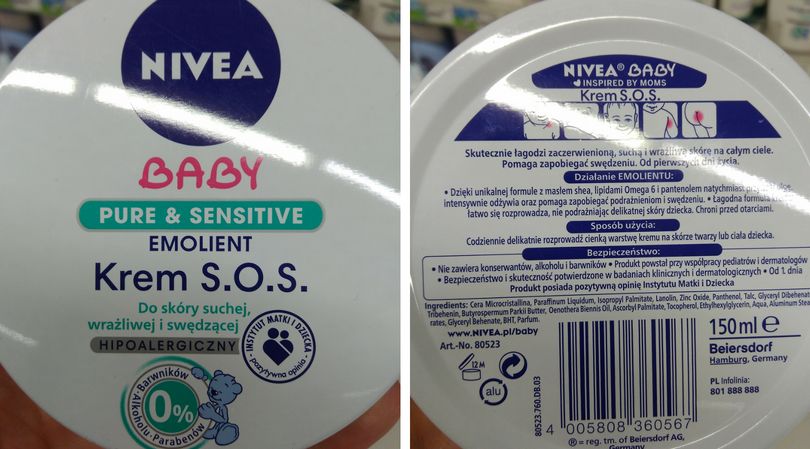 NIVEA
BABY
PURE & SENSITIVE
EMOLIENT
Krem S.O.S.
Do skóry suchej,
wrażliwej i swędzącej
HIPOALERGICZNY
INSTYTUT MATKI I DZIECKA
pozytywna opinia
Barwników
0%
Alkoholu · Parabenów
NIVEA® BABY
INSPIRED BY MOMS
Krem S.O.S.
Skutecznie łagodzi zaczerwienioną, suchą i wrażliwą skórę na całym ciele.
Pomaga zapobiegać swędzeniu. Od pierwszych dni życia.
Działanie EMOLIENTU:
• Dzięki unikalnej formule z masłem shea, lipidami Omega 6 i pantenolem natychmiast
intensywnie odżywia oraz pomaga zapobiegać podrażnieniom i swędzeniu. • Łagodna formuła
łatwo się rozprowadza, nie podrażniając delikatnej skóry dziecka. Chroni przed otarciami.
Sposób użycia:
Codziennie delikatnie rozprowadź cienką warstwę kremu na skórze twarzy lub ciała dziecka.
Bezpieczeństwo:
• Nie zawiera konserwantów, alkoholu i barwników • Produkt powstał przy współpracy pediatrów i dermatologów
• Bezpieczeństwo i skuteczność potwierdzone w badaniach klinicznych i dermatologicznych • Od 1 dnia
Produkt posiada pozytywną opinię Instytutu Matki i Dziecka
Ingredients: Cera Microcristallina, Paraffinum Liquidum, Isopropyl Palmitate, Lanolin, Zinc Oxide, Panthenol, Talc, Glyceryl Dibehenate,
Tribehenin, Butyrospermum Parkii Butter, Oenothera Biennis Oil, Ascorbyl Palmitate, Tocopherol, Ethylhexylglycerin, Aqua, Aluminum Stea-
rates, Glyceryl Behenate, BHT, Parfum.
www.NIVEA.pl/baby
Art.-No. 80523
12M
alu
80523.760.DB.03
4 005808 360567
150 ml e
Beiersdorf
Hamburg, Germany
PL Infolinia:
801 888 888
® = reg. tm. of Beiersdorf AG,
Germany